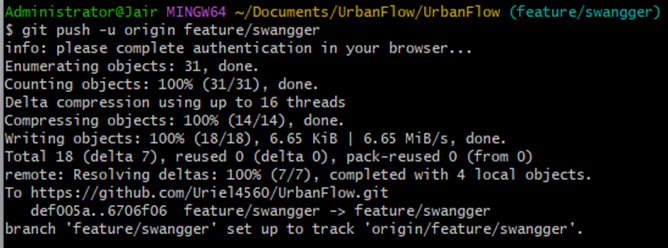 Administrator@Jair MINGW64 ~/Documents/UrbanFlow/UrbanFlow (feature/swangger)
$ git push -u origin feature/swangger
info: please complete authentication in your browser...
Enumerating objects: 31, done.
Counting objects: 100% (31/31), done.
Delta compression using up to 16 threads
Compressing objects: 100% (14/14), done.
Writing objects: 100% (18/18), 6.65 KiB | 6.65 MiB/s, done.
Total 18 (delta 7), reused 0 (delta 0), pack-reused 0 (from 0)
remote: Resolving deltas: 100% (7/7), completed with 4 local objects.
To https://github.com/Uriel4560/UrbanFlow.git
   def005a..6706f06  feature/swangger -> feature/swangger
branch 'feature/swangger' set up to track 'origin/feature/swangger'.